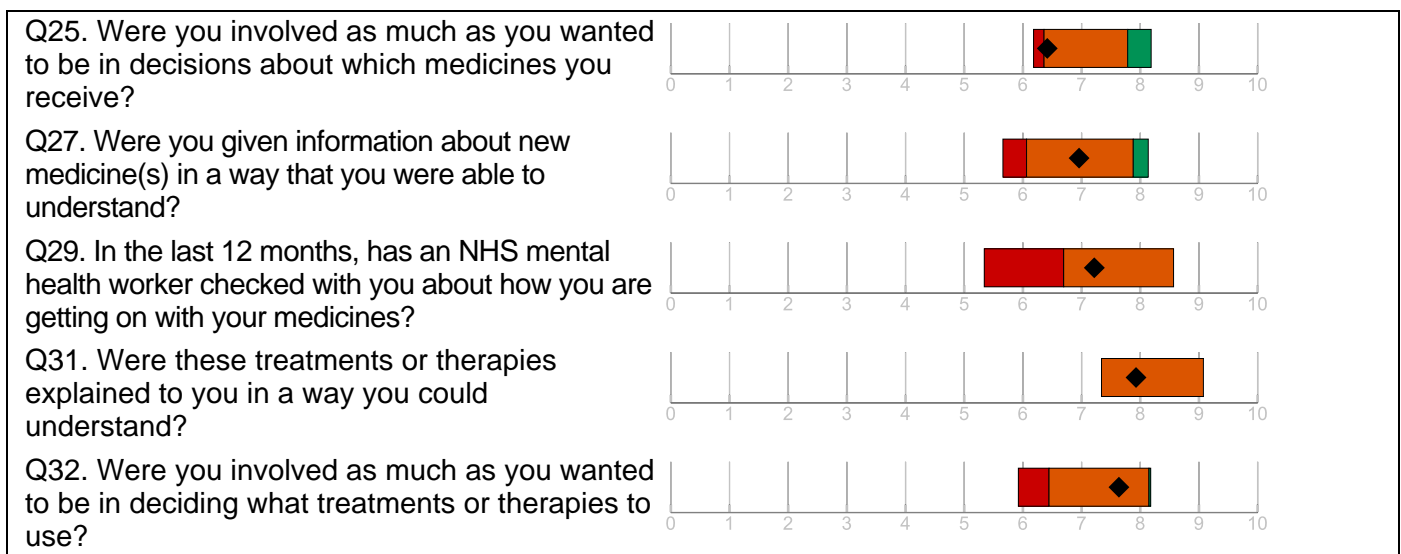 Q25. Were you involved as much as you wanted
to be in decisions about which medicines you
receive?
0 1 2 3 4 5 6 7 8 9 10
Q27. Were you given information about new
medicine(s) in a way that you were able to
understand?
0 1 2 3 4 5 6 7 8 9 10
Q29. In the last 12 months, has an NHS mental
health worker checked with you about how you are
getting on with your medicines?
0 1 2 3 4 5 6 7 8 9 10
Q31. Were these treatments or therapies
explained to you in a way you could
understand?
0 1 2 3 4 5 6 7 8 9 10
Q32. Were you involved as much as you wanted
to be in deciding what treatments or therapies to
use?
0 1 2 3 4 5 6 7 8 9 10